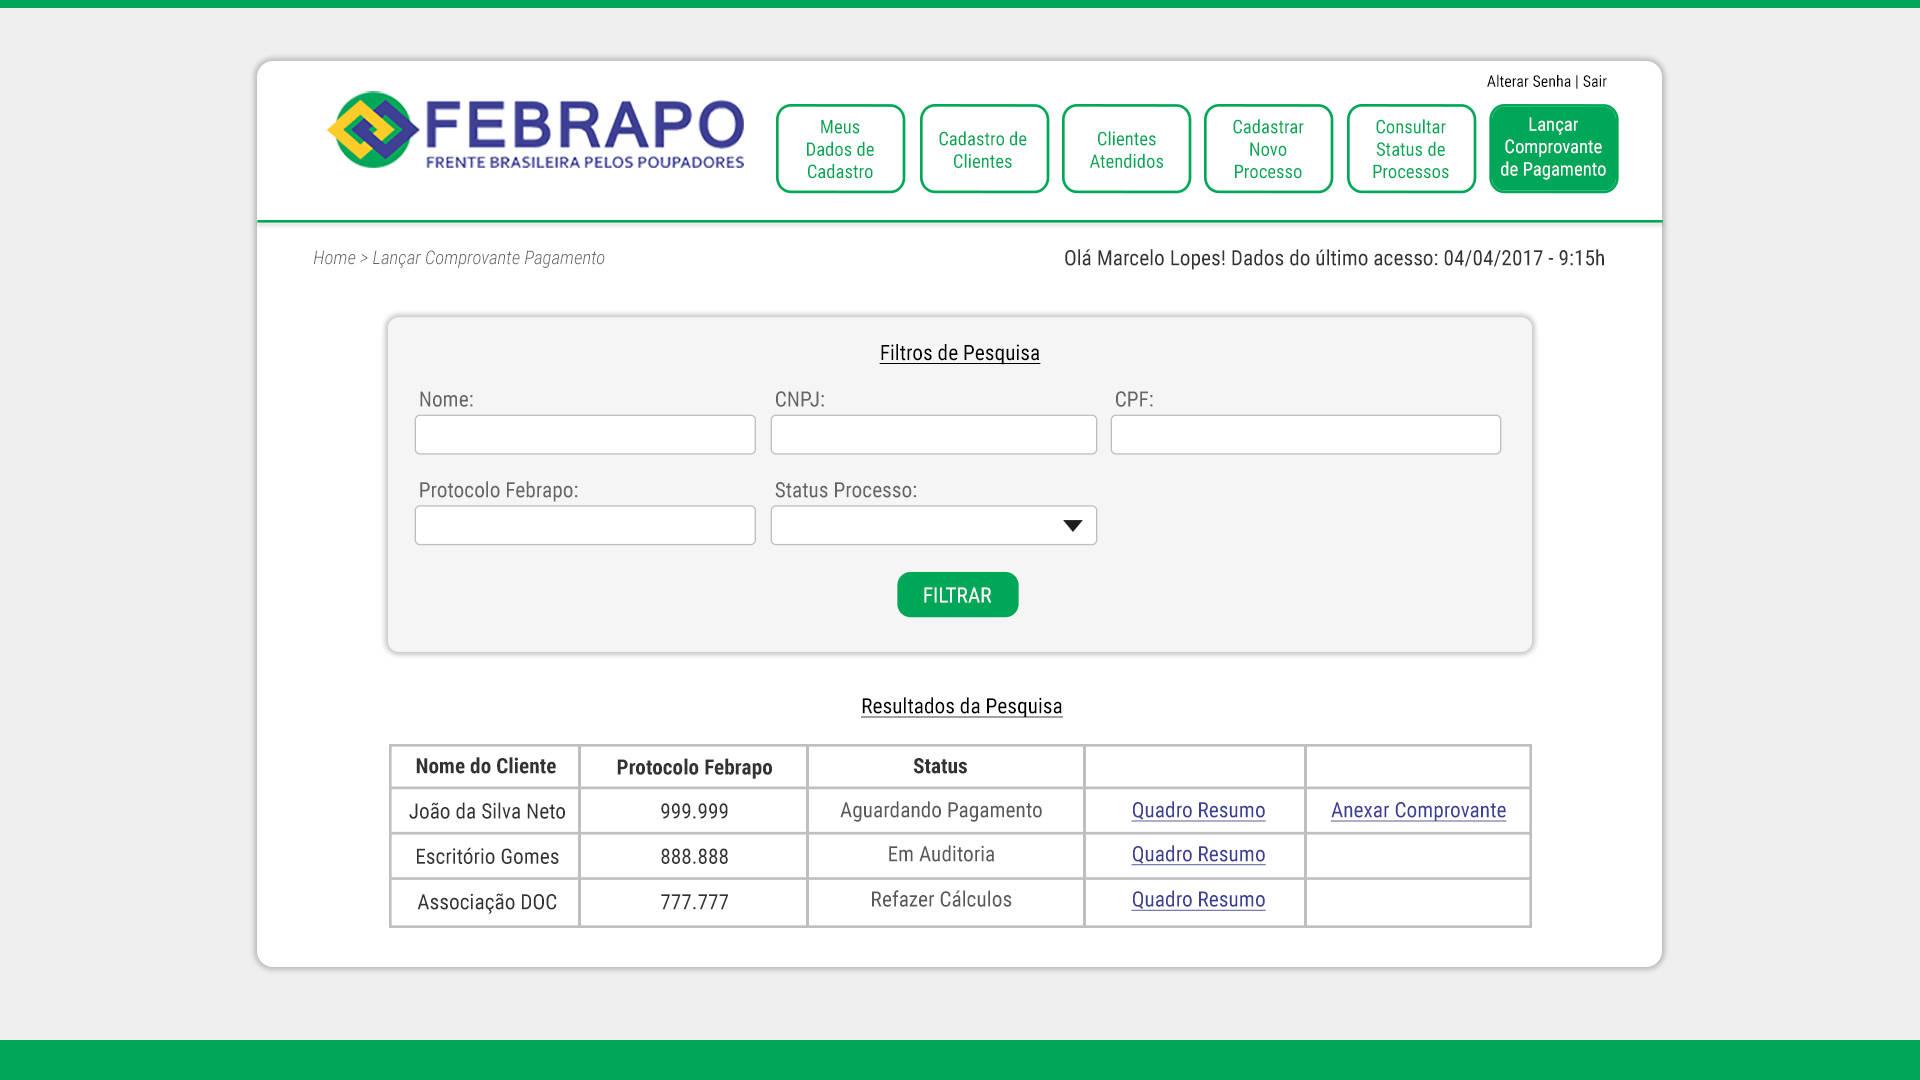 Alterar Senha | Sair
FEBRAPO
FRENTE BRASILEIRA PELOS POUPADORES
Meus
Dados de
Cadastro
Cadastro de
Clientes
Clientes
Atendidos
Cadastrar
Novo
Processo
Consultar
Status de
Processos
Lançar
Comprovante
de Pagamento
Home > Lançar Comprovante Pagamento
Olá Marcelo Lopes! Dados do último acesso: 04/04/2017 - 9:15h
Filtros de Pesquisa
Nome: CNPJ: CPF:
Protocolo Febrapo: Status Processo:
FILTRAR
Resultados da Pesquisa
Nome do Cliente Protocolo Febrapo Status
João da Silva Neto 999.999 Aguardando Pagamento Quadro Resumo Anexar Comprovante
Escritório Gomes 888.888 Em Auditoria Quadro Resumo
Associação DOC 777.777 Refazer Cálculos Quadro Resumo